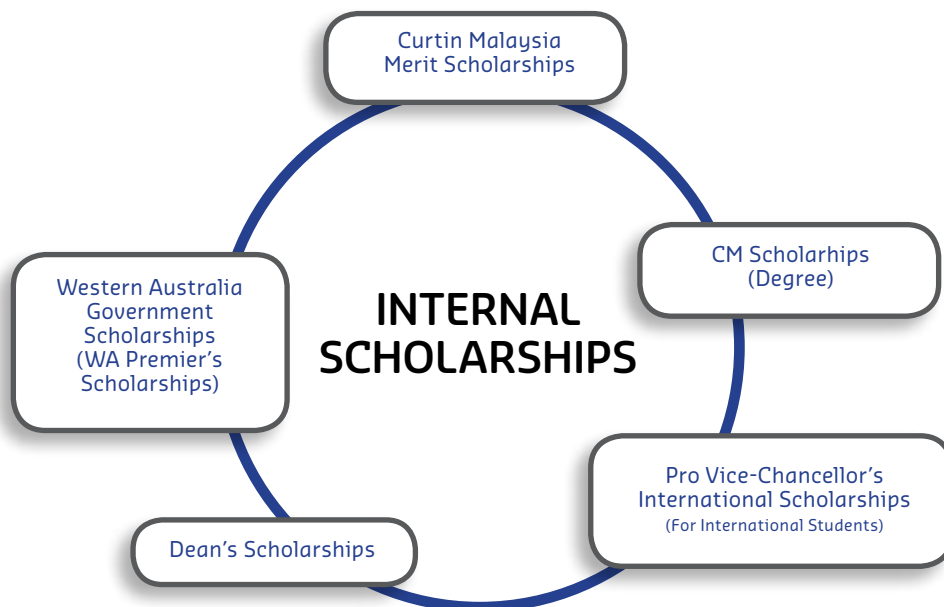 Curtin Malaysia
Merit Scholarships
CM Scholarhips
(Degree)
Western Australia
Government
Scholarships
(WA Premier's
Scholarships)
INTERNAL
SCHOLARSHIPS
Pro Vice-Chancellor's
International Scholarships
(For International Students)
Dean's Scholarships